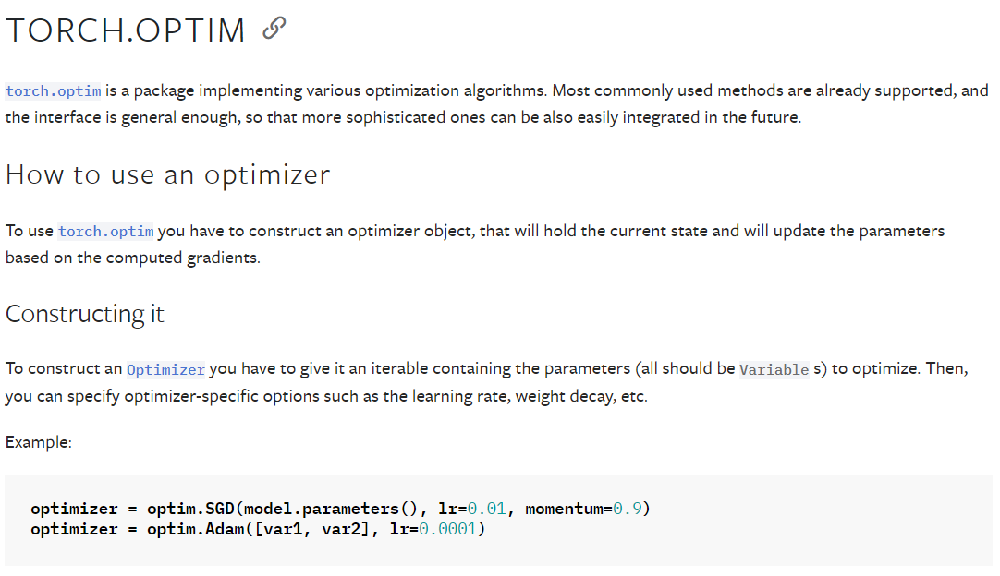 TORCH.OPTIM
torch.optim is a package implementing various optimization algorithms. Most commonly used methods are already supported, and
the interface is general enough, so that more sophisticated ones can be also easily integrated in the future.
How to use an optimizer
To use torch.optim you have to construct an optimizer object, that will hold the current state and will update the parameters
based on the computed gradients.
Constructing it
To construct an Optimizer you have to give it an iterable containing the parameters (all should be Variable s) to optimize. Then,
you can specify optimizer-specific options such as the learning rate, weight decay, etc.
Example:
optimizer = optim.SGD(model.parameters(), lr=0.01, momentum=0.9)
optimizer = optim.Adam([var1, var2], lr=0.0001)